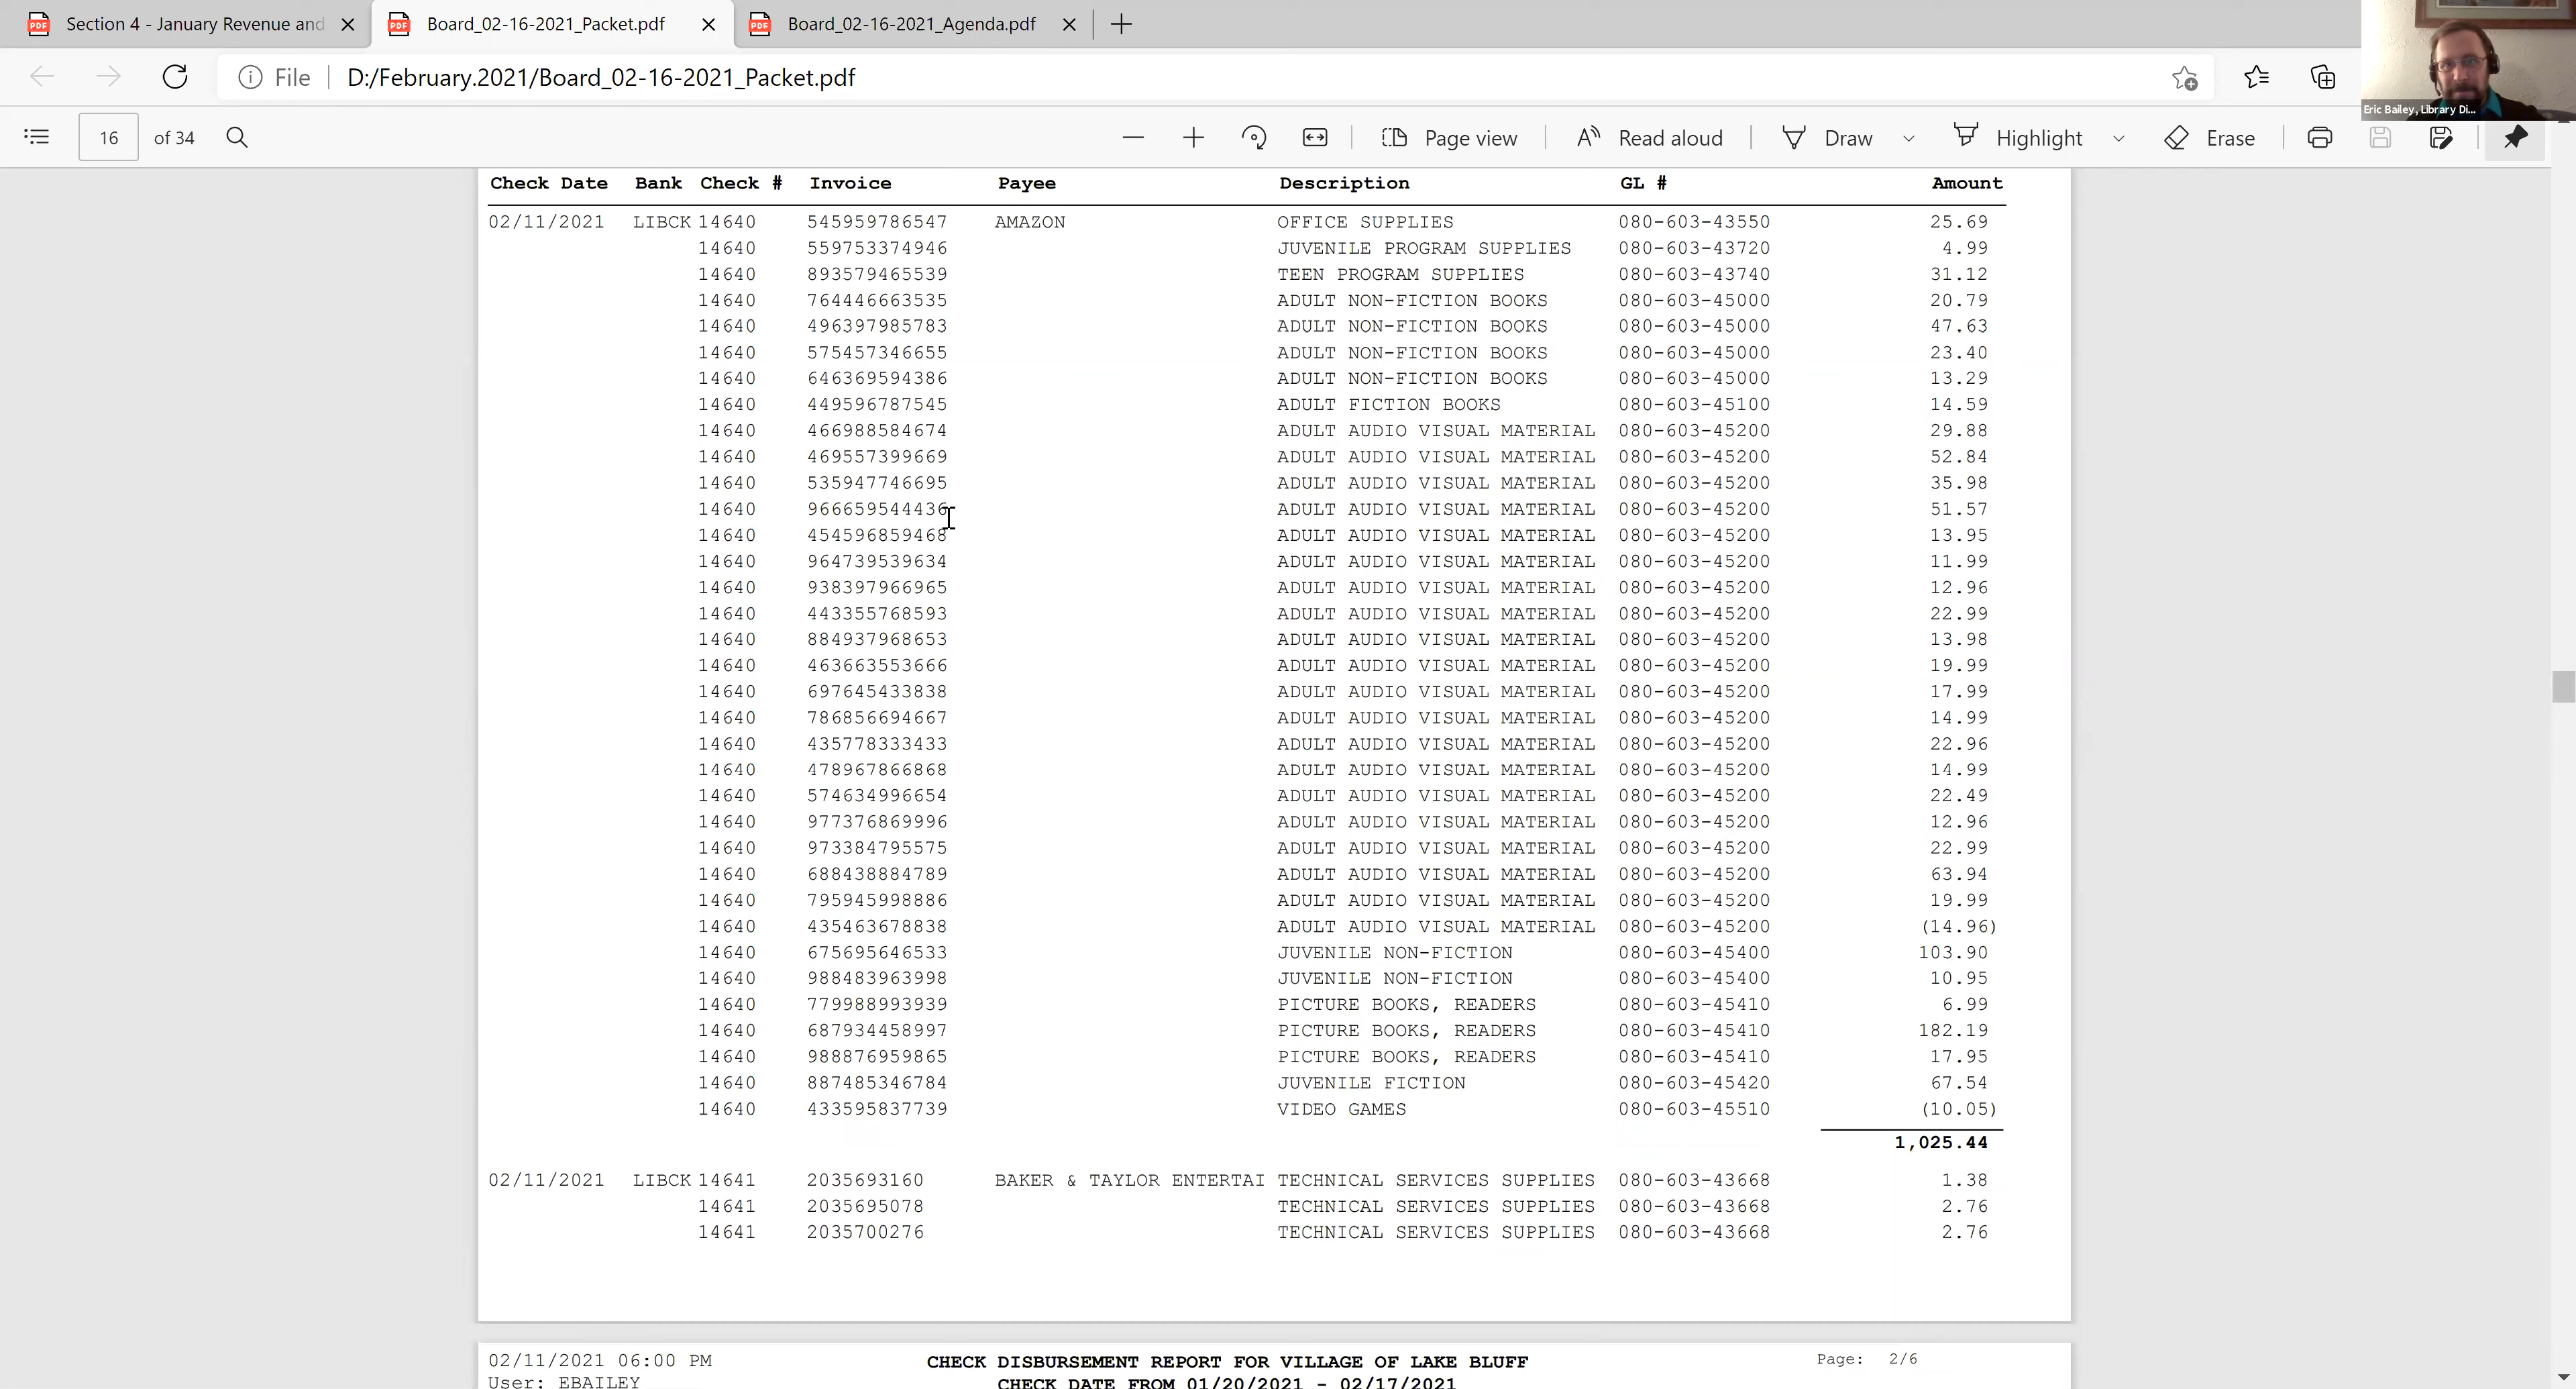 Section 4 - January Revenue and
Board_02-16-2021_Packet.pdf
Board_02-16-2021_Agenda.pdf
File
D:/February.2021/Board_02-16-2021_Packet.pdf
Eric Bailey, Library Di...
16 of 34
Page view
Read aloud
Draw
Highlight
Erase
Check Date Bank Check # Invoice Payee Description GL # Amount
02/11/2021 LIBCK 14640 545959786547 AMAZON OFFICE SUPPLIES 080-603-43550 25.69
14640 559753374946 JUVENILE PROGRAM SUPPLIES 080-603-43720 4.99
14640 893579465539 TEEN PROGRAM SUPPLIES 080-603-43740 31.12
14640 764446663535 ADULT NON-FICTION BOOKS 080-603-45000 20.79
14640 496397985783 ADULT NON-FICTION BOOKS 080-603-45000 47.63
14640 575457346655 ADULT NON-FICTION BOOKS 080-603-45000 23.40
14640 646369594386 ADULT NON-FICTION BOOKS 080-603-45000 13.29
14640 449596787545 ADULT FICTION BOOKS 080-603-45100 14.59
14640 466988584674 ADULT AUDIO VISUAL MATERIAL 080-603-45200 29.88
14640 469557399669 ADULT AUDIO VISUAL MATERIAL 080-603-45200 52.84
14640 535947746695 ADULT AUDIO VISUAL MATERIAL 080-603-45200 35.98
14640 966659544436 ADULT AUDIO VISUAL MATERIAL 080-603-45200 51.57
14640 454596859468 ADULT AUDIO VISUAL MATERIAL 080-603-45200 13.95
14640 964739539634 ADULT AUDIO VISUAL MATERIAL 080-603-45200 11.99
14640 938397966965 ADULT AUDIO VISUAL MATERIAL 080-603-45200 12.96
14640 443355768593 ADULT AUDIO VISUAL MATERIAL 080-603-45200 22.99
14640 884937968653 ADULT AUDIO VISUAL MATERIAL 080-603-45200 13.98
14640 463663553666 ADULT AUDIO VISUAL MATERIAL 080-603-45200 19.99
14640 697645433838 ADULT AUDIO VISUAL MATERIAL 080-603-45200 17.99
14640 786856694667 ADULT AUDIO VISUAL MATERIAL 080-603-45200 14.99
14640 435778333433 ADULT AUDIO VISUAL MATERIAL 080-603-45200 22.96
14640 478967866868 ADULT AUDIO VISUAL MATERIAL 080-603-45200 14.99
14640 574634996654 ADULT AUDIO VISUAL MATERIAL 080-603-45200 22.49
14640 977376869996 ADULT AUDIO VISUAL MATERIAL 080-603-45200 12.96
14640 973384795575 ADULT AUDIO VISUAL MATERIAL 080-603-45200 22.99
14640 688438884789 ADULT AUDIO VISUAL MATERIAL 080-603-45200 63.94
14640 795945998886 ADULT AUDIO VISUAL MATERIAL 080-603-45200 19.99
14640 435463678838 ADULT AUDIO VISUAL MATERIAL 080-603-45200 (14.96)
14640 675695646533 JUVENILE NON-FICTION 080-603-45400 103.90
14640 988483963998 JUVENILE NON-FICTION 080-603-45400 10.95
14640 779988993939 PICTURE BOOKS, READERS 080-603-45410 6.99
14640 687934458997 PICTURE BOOKS, READERS 080-603-45410 182.19
14640 988876959865 PICTURE BOOKS, READERS 080-603-45410 17.95
14640 887485346784 JUVENILE FICTION 080-603-45420 67.54
14640 433595837739 VIDEO GAMES 080-603-45510 (10.05)
1,025.44
02/11/2021 LIBCK 14641 2035693160 BAKER & TAYLOR ENTERTAI TECHNICAL SERVICES SUPPLIES 080-603-43668 1.38
14641 2035695078 TECHNICAL SERVICES SUPPLIES 080-603-43668 2.76
14641 2035700276 TECHNICAL SERVICES SUPPLIES 080-603-43668 2.76
02/11/2021 06:00 PM CHECK DISBURSEMENT REPORT FOR VILLAGE OF LAKE BLUFF Page: 2/6
User: EBAILEY CHECK DATE FROM 01/20/2021 - 02/17/2021